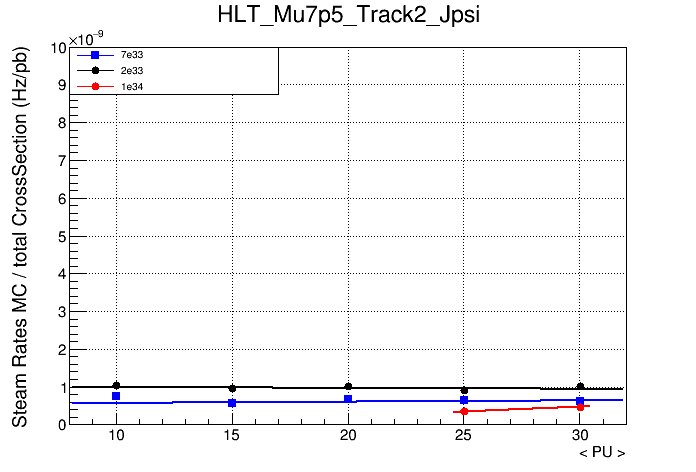 HLT_Mu7p5_Track2_Jpsi
×10⁻⁹
7e33
2e33
1e34
Steam Rates MC / total CrossSection (Hz/pb)
10
9
8
7
6
5
4
3
2
1
0
10 15 20 25 30
< PU >